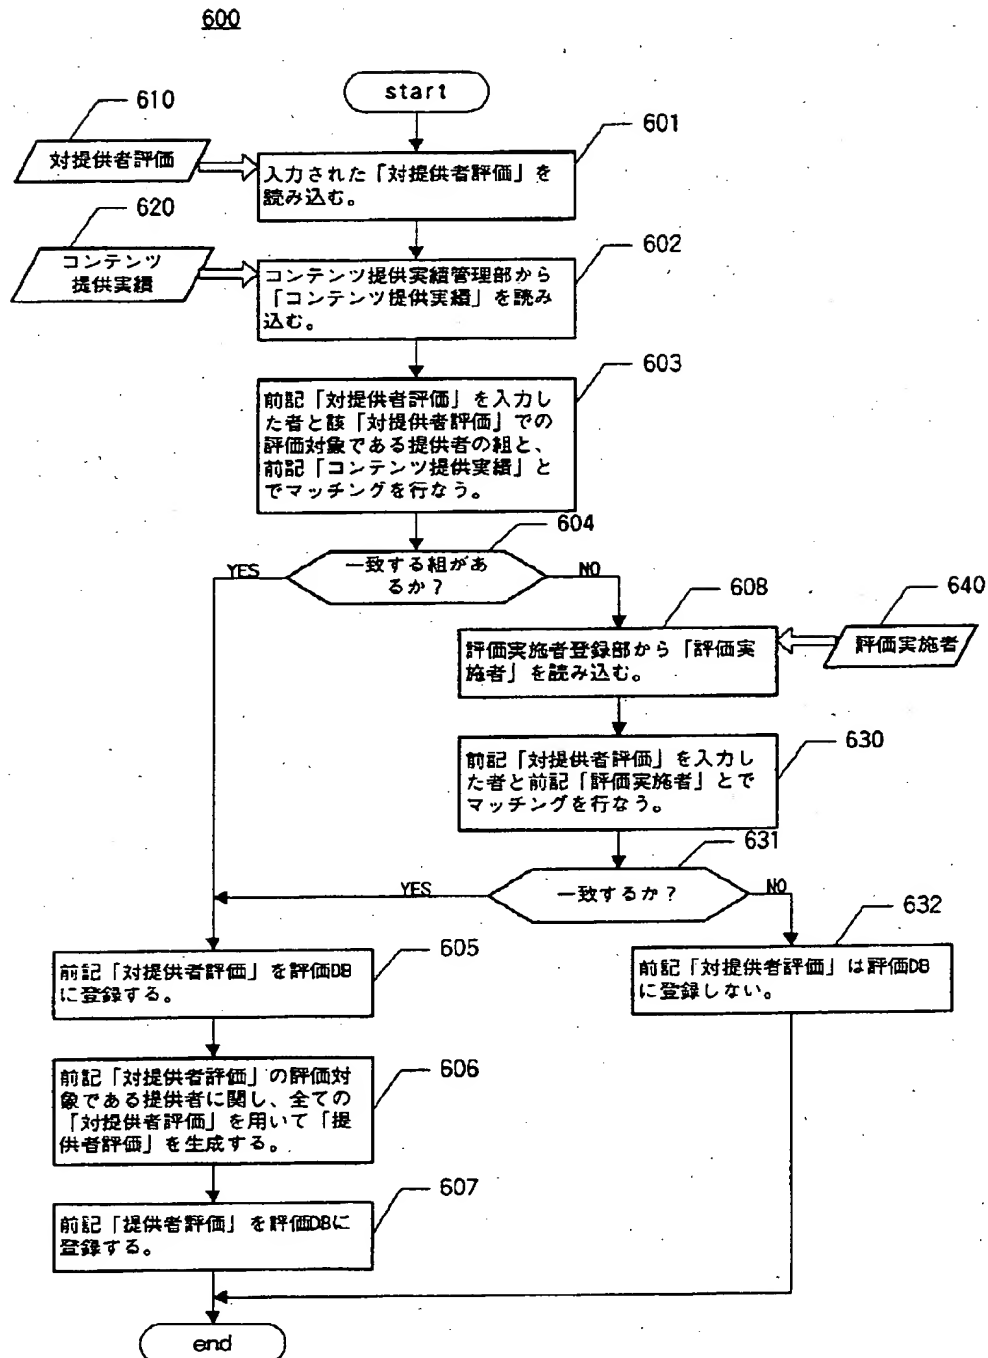 600
start
610
対提供者評価
601
入力された「対提供者評価」を
読み込む。
620
コンテンツ
提供実績
602
コンテンツ提供実績管理部から
「コンテンツ提供実績」を読み
込む。
603
前記「対提供者評価」を入力し
た者と該「対提供者評価」での
評価対象である提供者の組と、
前記「コンテンツ提供実績」と
でマッチングを行なう。
604
一致する組があ
るか？
YES
NO
608
640
評価実施者登録部から「評価実
施者」を読み込む。
評価実施者
630
前記「対提供者評価」を入力し
た者と前記「評価実施者」とで
マッチングを行なう。
631
一致するか？
YES
NO
605
前記「対提供者評価」を評価DB
に登録する。
632
前記「対提供者評価」は評価DB
に登録しない。
606
前記「対提供者評価」の評価対
象である提供者に関し、全ての
「対提供者評価」を用いて「提
供者評価」を生成する。
607
前記「提供者評価」を評価DBに
登録する。
end